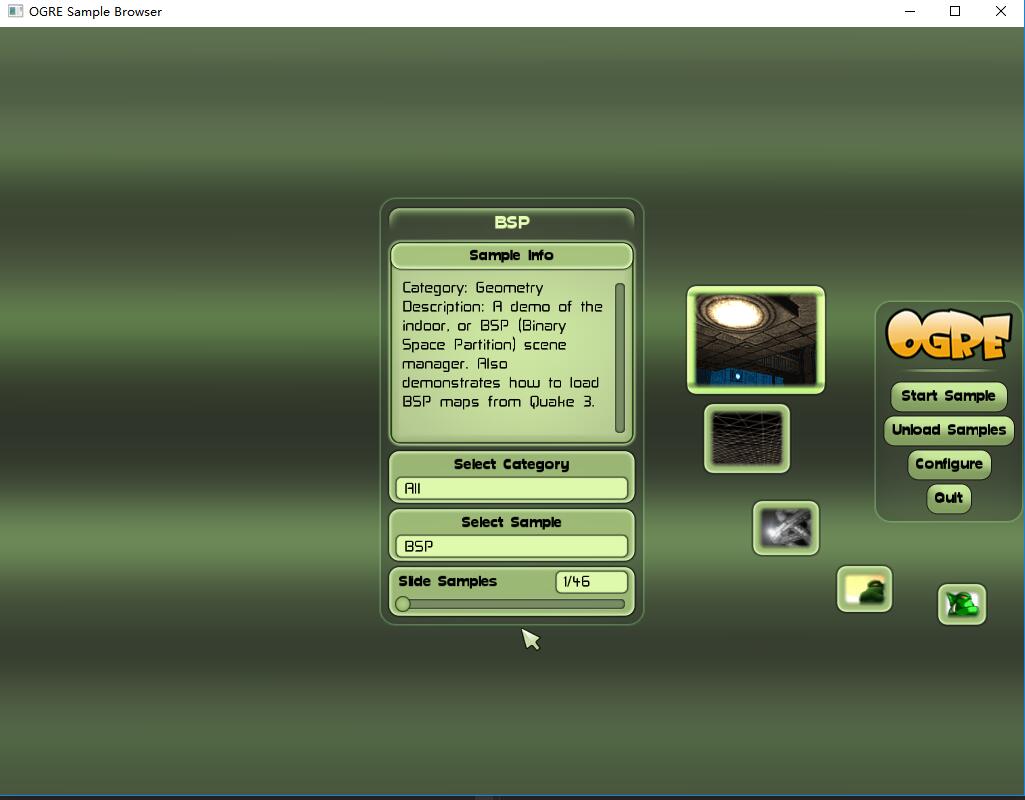 OGRE Sample Browser
BSP
Sample Info
Category: Geometry
Description: A demo of the
indoor, or BSP (Binary
Space Partition) scene
manager. Also
demonstrates how to load
BSP maps from Quake 3.
Select Category
All
Select Sample
BSP
Slide Samples
1/46
OGRE
Start Sample
Unload Samples
Configure
Quit